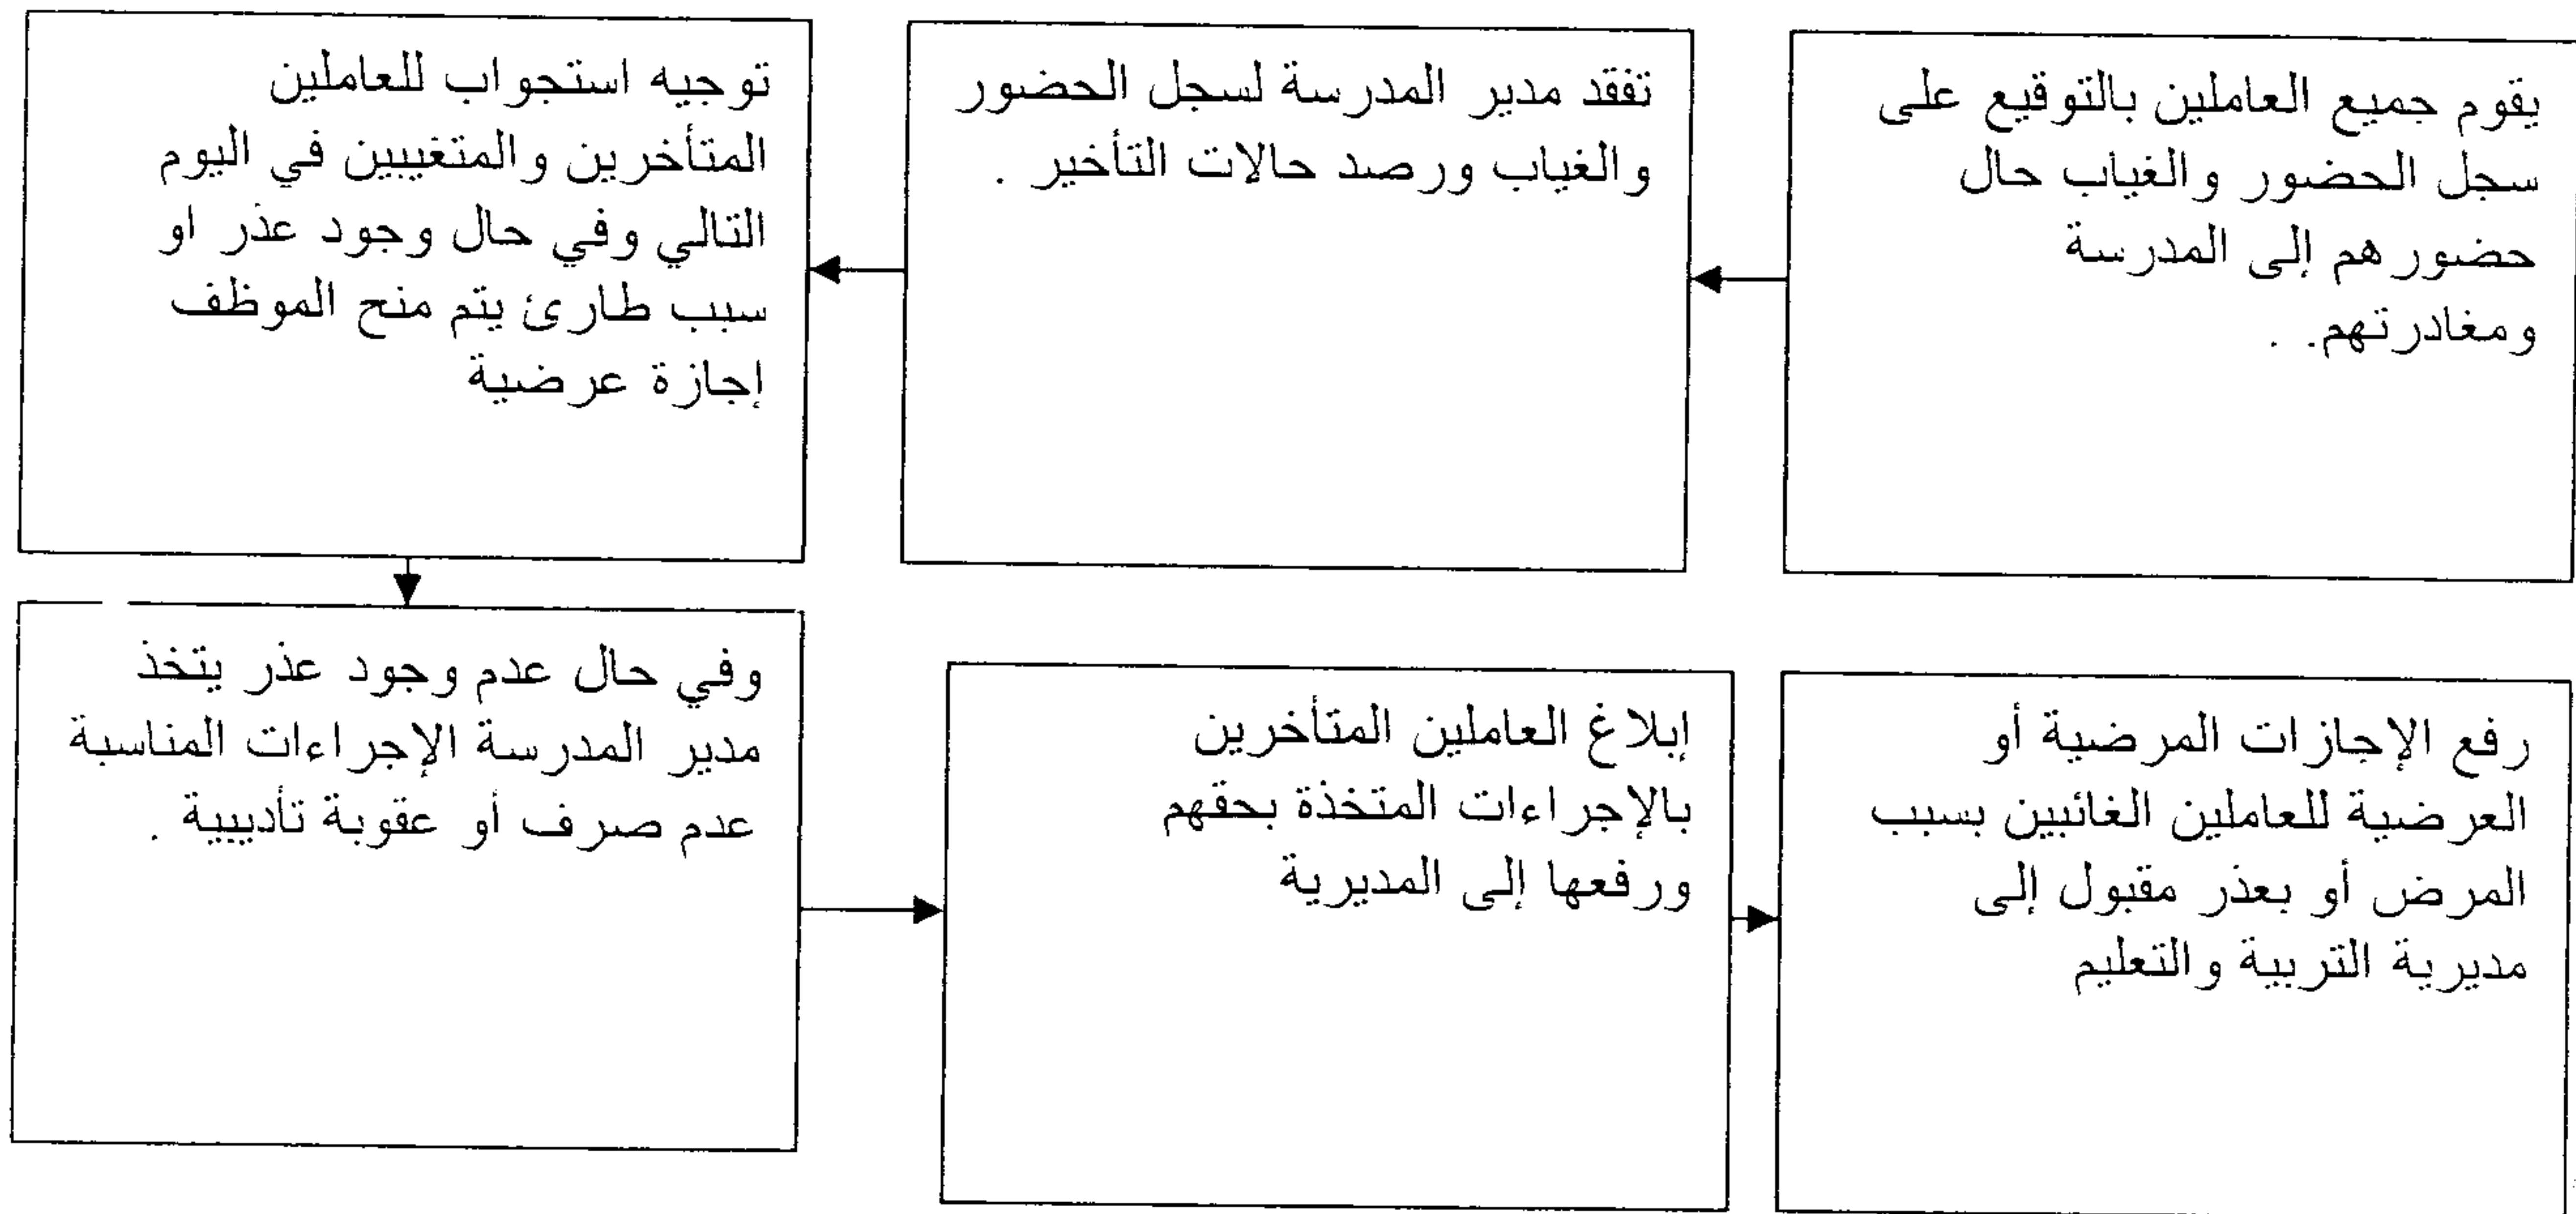 يقوم جميع العاملين بالتوقيع على
سجل الحضور والغياب حال
حضورهم إلى المدرسة
ومغادرتهم. .
تفقد مدير المدرسة لسجل الحضور
والغياب ورصد حالات التأخير .
توجيه استجواب للعاملين
المتأخرين والمتغيبين في اليوم
التالي وفي حال وجود عذر او
سبب طارئ يتم منح الموظف
إجازة عرضية
وفي حال عدم وجود عذر يتخذ
مدير المدرسة الإجراءات المناسبة
عدم صرف أو عقوبة تأديبية .
إبلاغ العاملين المتأخرين
بالإجراءات المتخذة بحقهم
ورفعها إلى المديرية
رفع الإجازات المرضية أو
العرضية للعاملين الغائبين بسبب
المرض أو بعذر مقبول إلى
مديرية التربية والتعليم